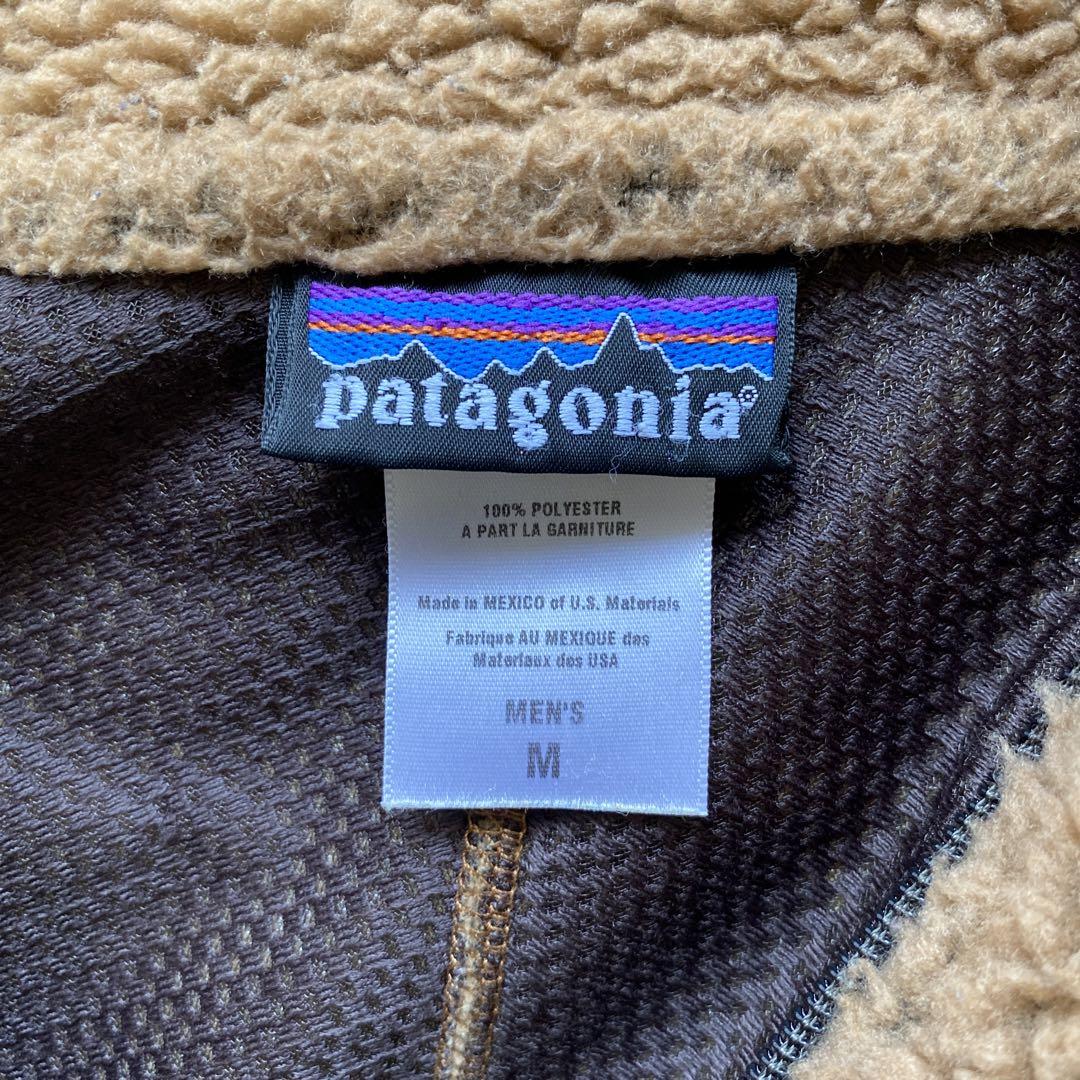 patagonia®
100% POLYESTER
A PART LA GARNITURE
Made in MEXICO of U.S. Materials
Fabrique AU MEXIQUE des
Materiaux des USA
MEN'S
M